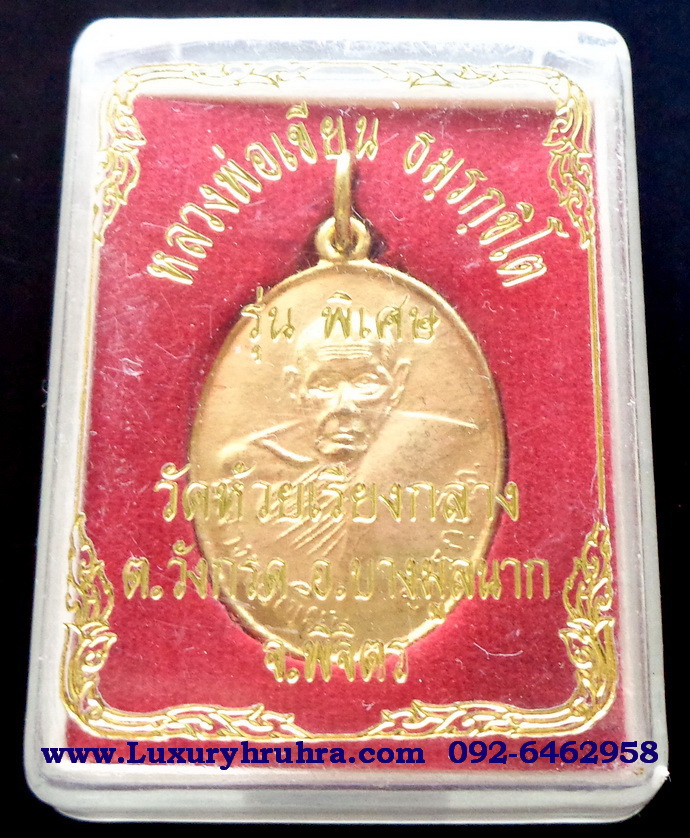 หลวงพ่อเขียน ธมฺรกฺขิโต
รุ่น พิเศษ
วัดห้วยเรียงกลาง
ต.วังกรด อ.บางมูลนาก
จ.พิจิตร
www.Luxuryhruhra.com 092-6462958